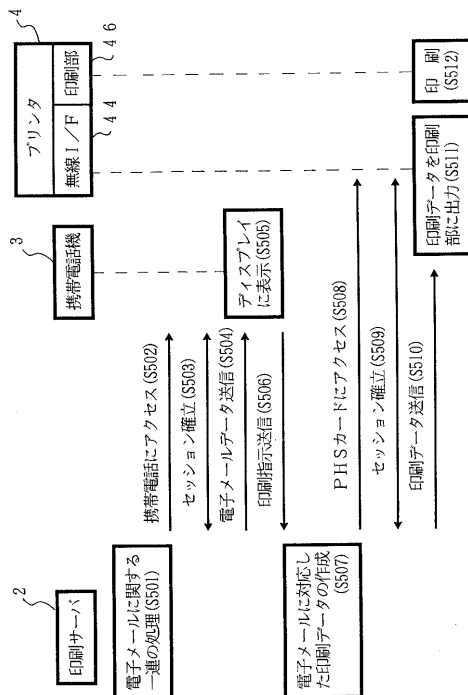 2
印刷サーバ
3
携帯電話機
4
プリンタ
無線I/F
印刷部
44
46
電子メールに関する
一連の処理(S501)
携帯電話にアクセス(S502)
セッション確立(S503)
電子メールデータ送信(S504)
ディスプレイ
に表示(S505)
印刷指示送信(S506)
電子メールに対応し
た印刷データの作成
(S507)
PHSカードにアクセス(S508)
セッション確立(S509)
印刷データ送信(S510)
印刷データを印刷
部に出力(S511)
印 刷
(S512)